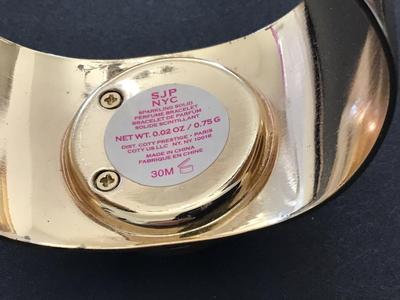 SJP
NYC
SPARKLING SOLID
PERFUME BRACELET
BRACELET DE PARFUM
SOLIDE SCINTILLANT
NET WT. 0.02 OZ / 0.75 G
DIST. COTY PRESTIGE • PARIS
COTY US LLC NY, NY 10016
MADE IN CHINA
FABRIQUÉ EN CHINE
30M